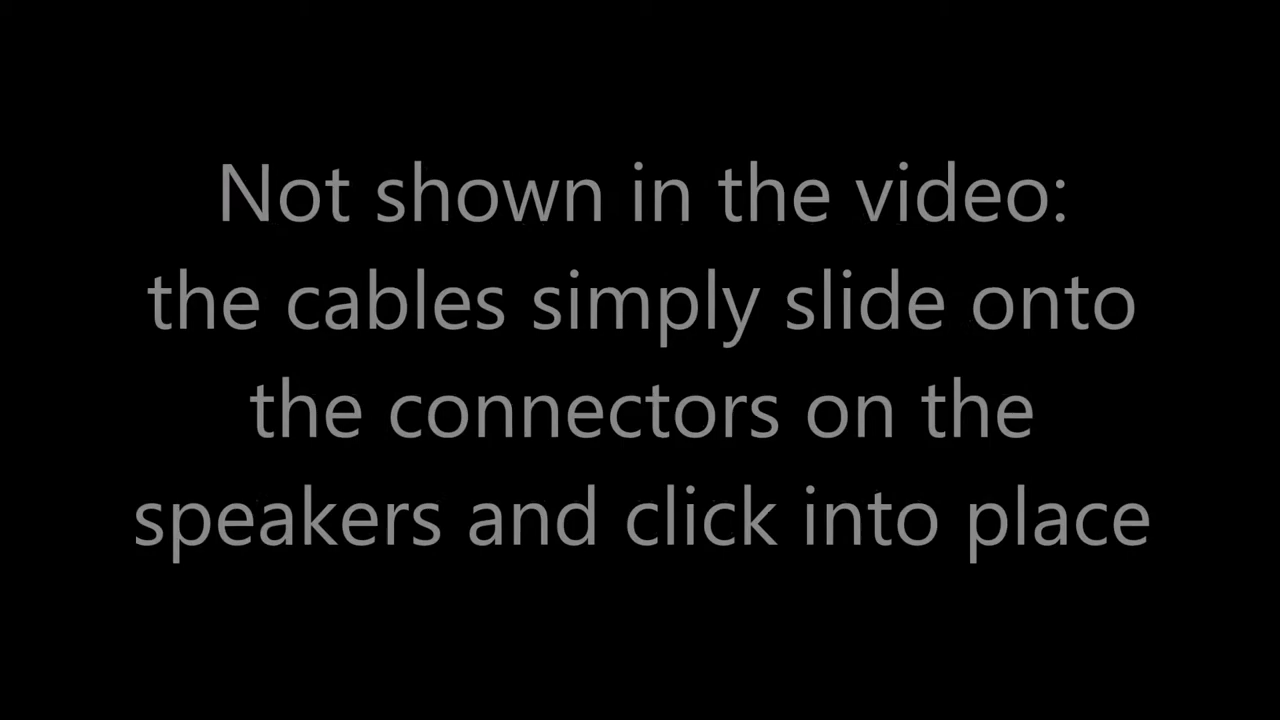 Not shown in the video:
the cables simply slide onto
the connectors on the
speakers and click into place